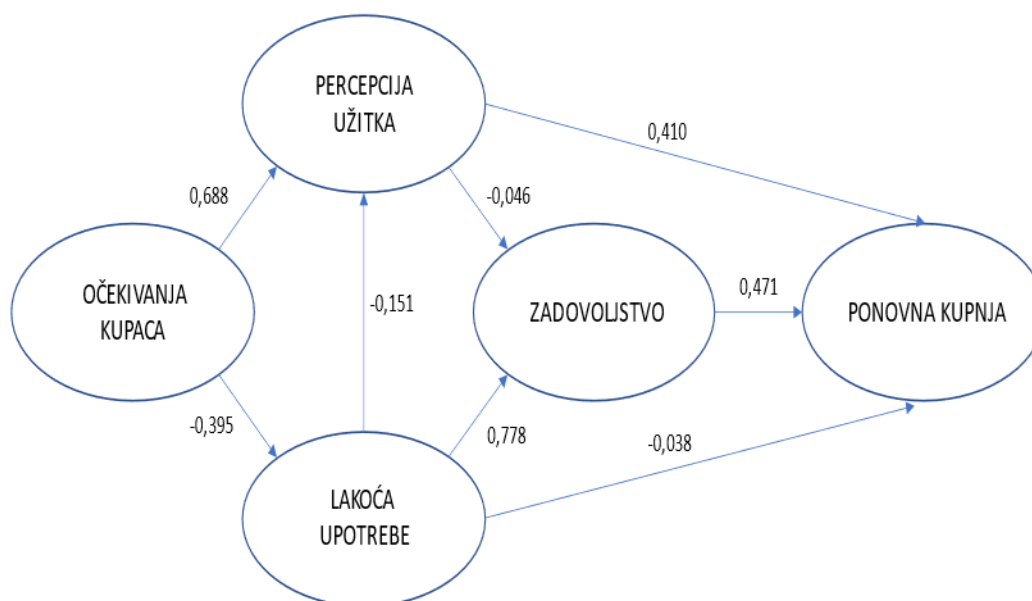 PERCEPCIJA
UŽITKA
0,410
0,688
-0,046
OČEKIVANJA
KUPACA
-0,151
ZADOVOLJSTVO
0,471
PONOVNA KUPNJA
-0,395
0,778
-0,038
LAKOĆA
UPOTREBE